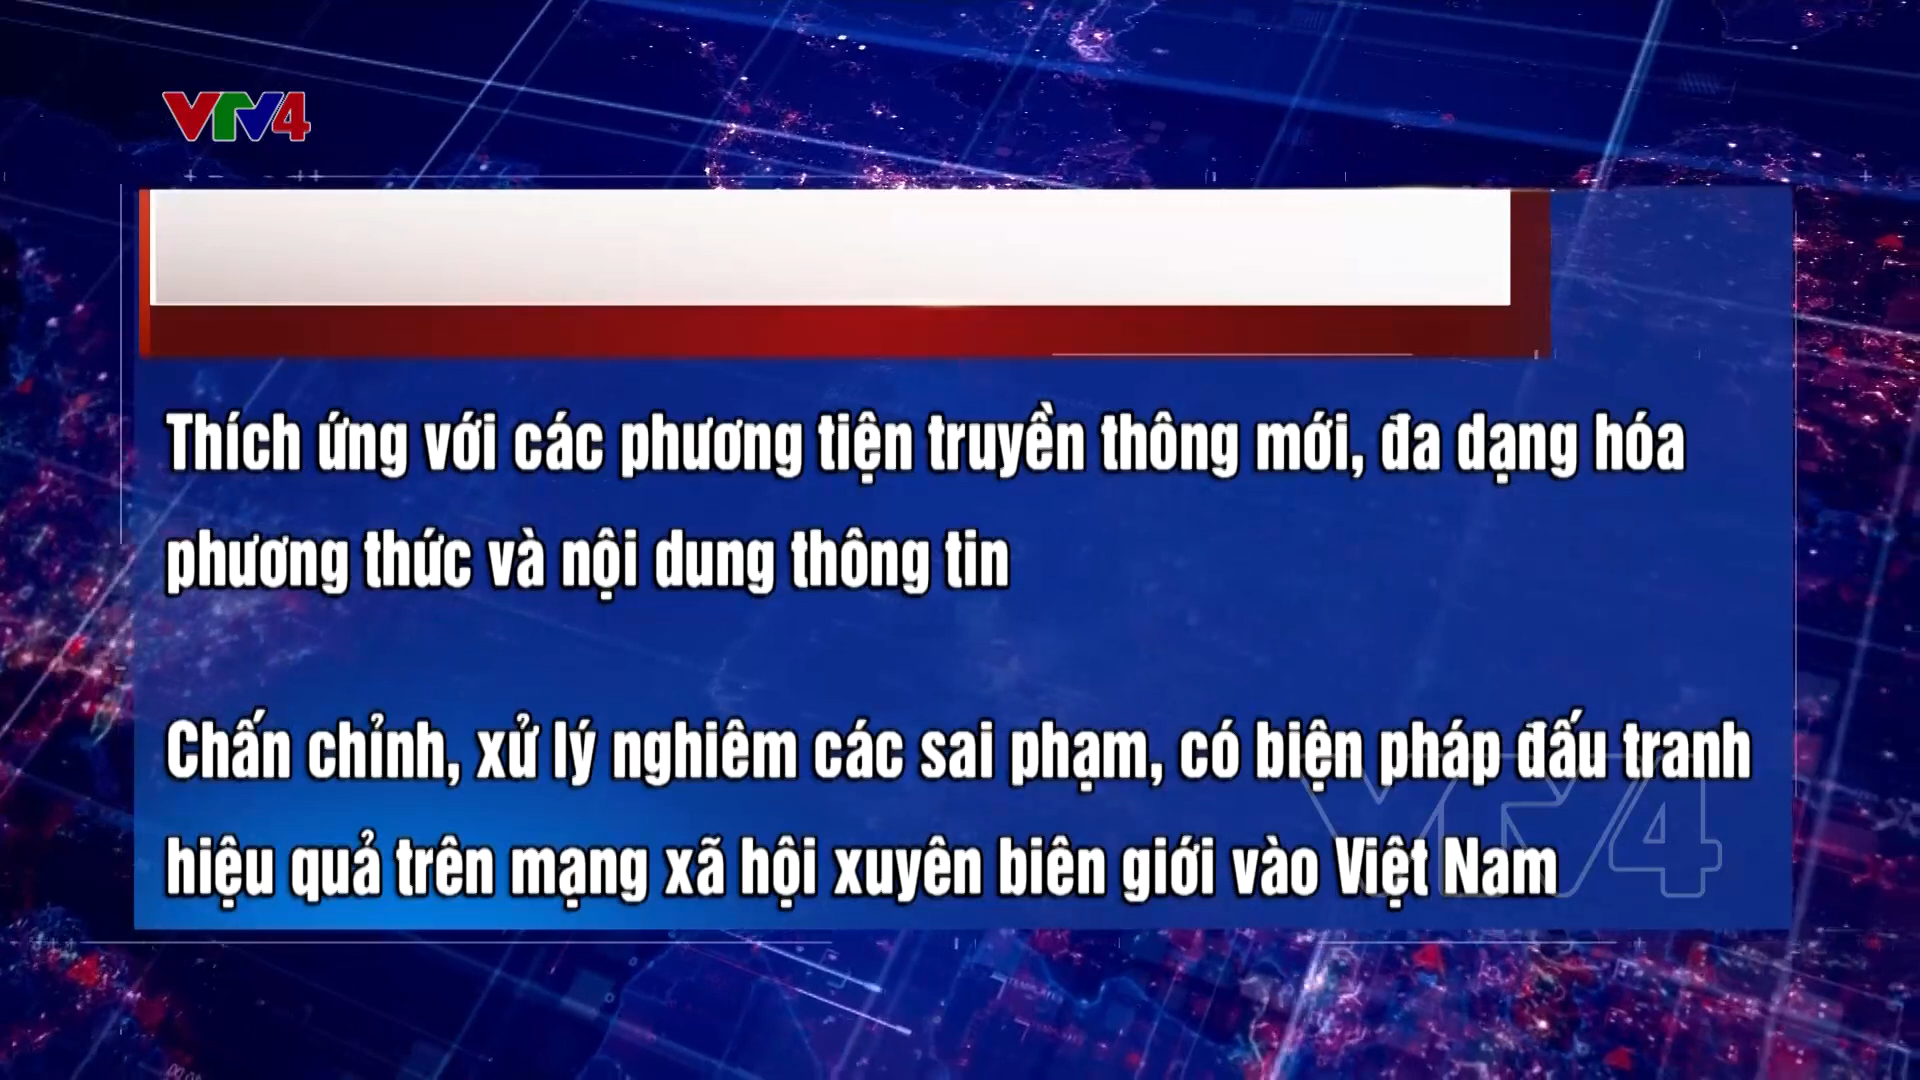 VTV4
Thích ứng với các phương tiện truyền thông mới, đa dạng hóa
phương thức và nội dung thông tin
Chấn chỉnh, xử lý nghiêm các sai phạm, có biện pháp đấu tranh
hiệu quả trên mạng xã hội xuyên biên giới vào Việt Nam
VTV4